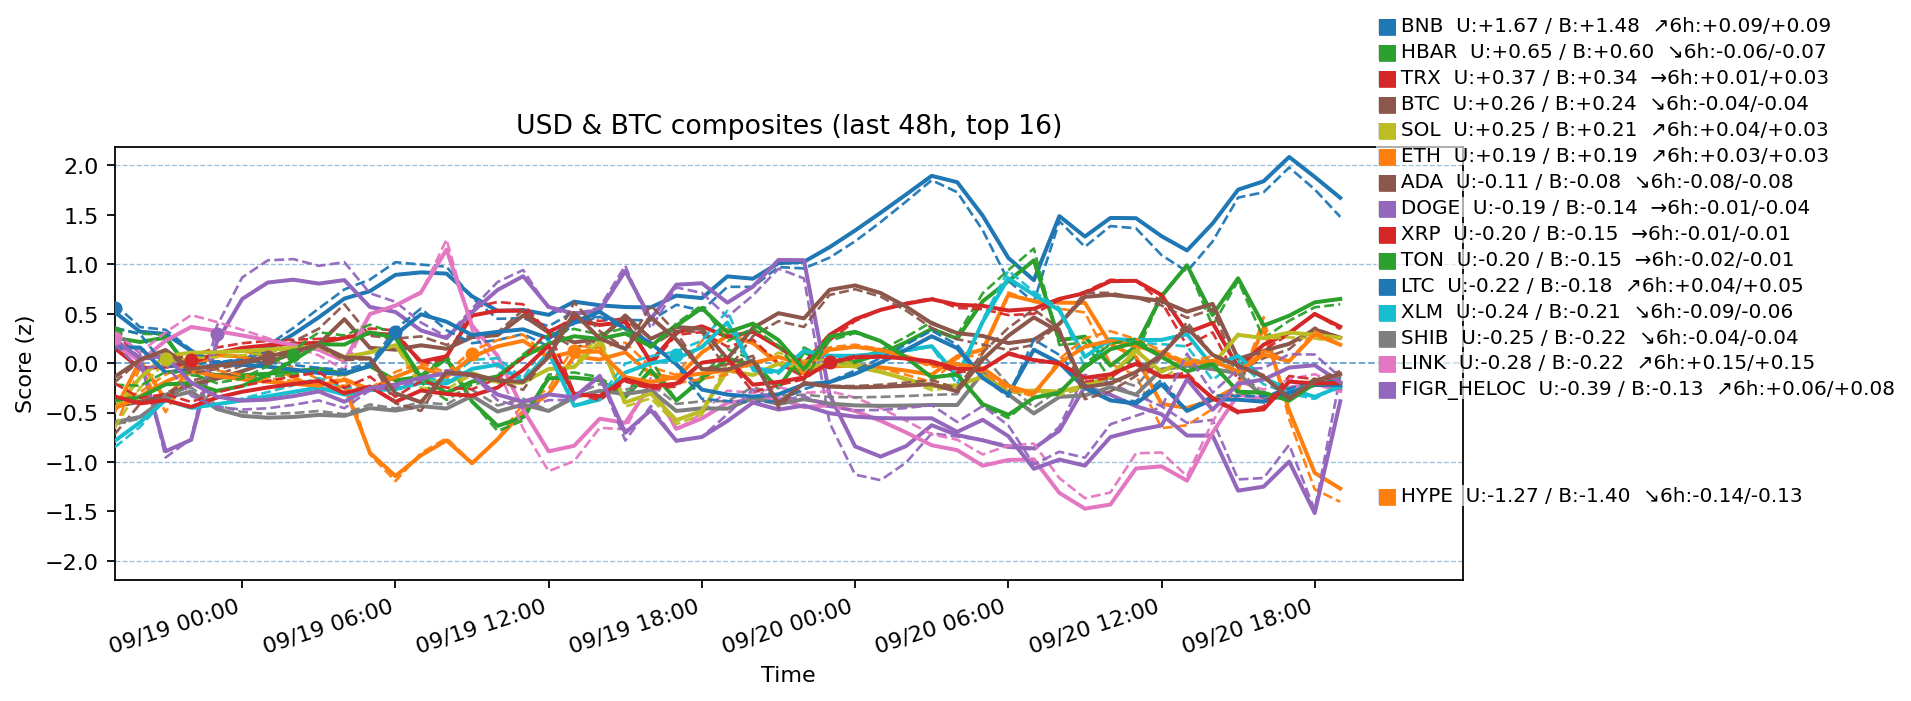 BNB U:+1.67 / B:+1.48 ↗6h:+0.09/+0.09
HBAR U:+0.65 / B:+0.60 ↘6h:-0.06/-0.07
TRX U:+0.37 / B:+0.34 →6h:+0.01/+0.03
BTC U:+0.26 / B:+0.24 ↘6h:-0.04/-0.04
SOL U:+0.25 / B:+0.21 ↗6h:+0.04/+0.03
ETH U:+0.19 / B:+0.19 ↗6h:+0.03/+0.03
ADA U:-0.11 / B:-0.08 ↘6h:-0.08/-0.08
DOGE U:-0.19 / B:-0.14 →6h:-0.01/-0.04
XRP U:-0.20 / B:-0.15 →6h:-0.01/-0.01
TON U:-0.20 / B:-0.15 →6h:-0.02/-0.01
LTC U:-0.22 / B:-0.18 ↗6h:+0.04/+0.05
XLM U:-0.24 / B:-0.21 ↘6h:-0.09/-0.06
SHIB U:-0.25 / B:-0.22 ↘6h:-0.04/-0.04
LINK U:-0.28 / B:-0.22 ↗6h:+0.15/+0.15
FIGR_HELOC U:-0.39 / B:-0.13 ↗6h:+0.06/+0.08
HYPE U:-1.27 / B:-1.40 ↘6h:-0.14/-0.13
USD & BTC composites (last 48h, top 16)
Score (z)
2.0
1.5
1.0
0.5
0.0
−0.5
−1.0
−1.5
−2.0
09/19 00:00
09/19 06:00
09/19 12:00
09/19 18:00
09/20 00:00
09/20 06:00
09/20 12:00
09/20 18:00
Time